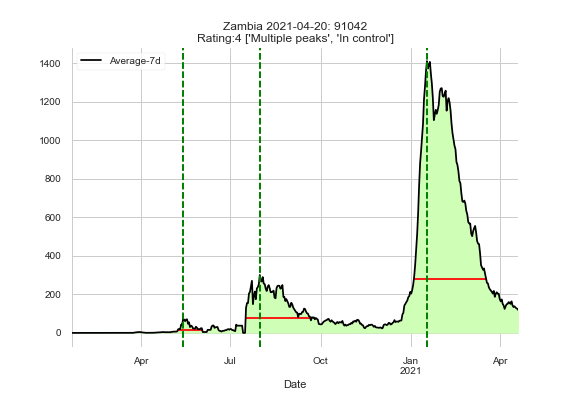 Zambia 2021-04-20: 91042
Rating:4 ['Multiple peaks', 'In control']
Average-7d
1400
1200
1000
800
600
400
200
0
Apr
Jul
Oct
Jan
2021
Apr
Date